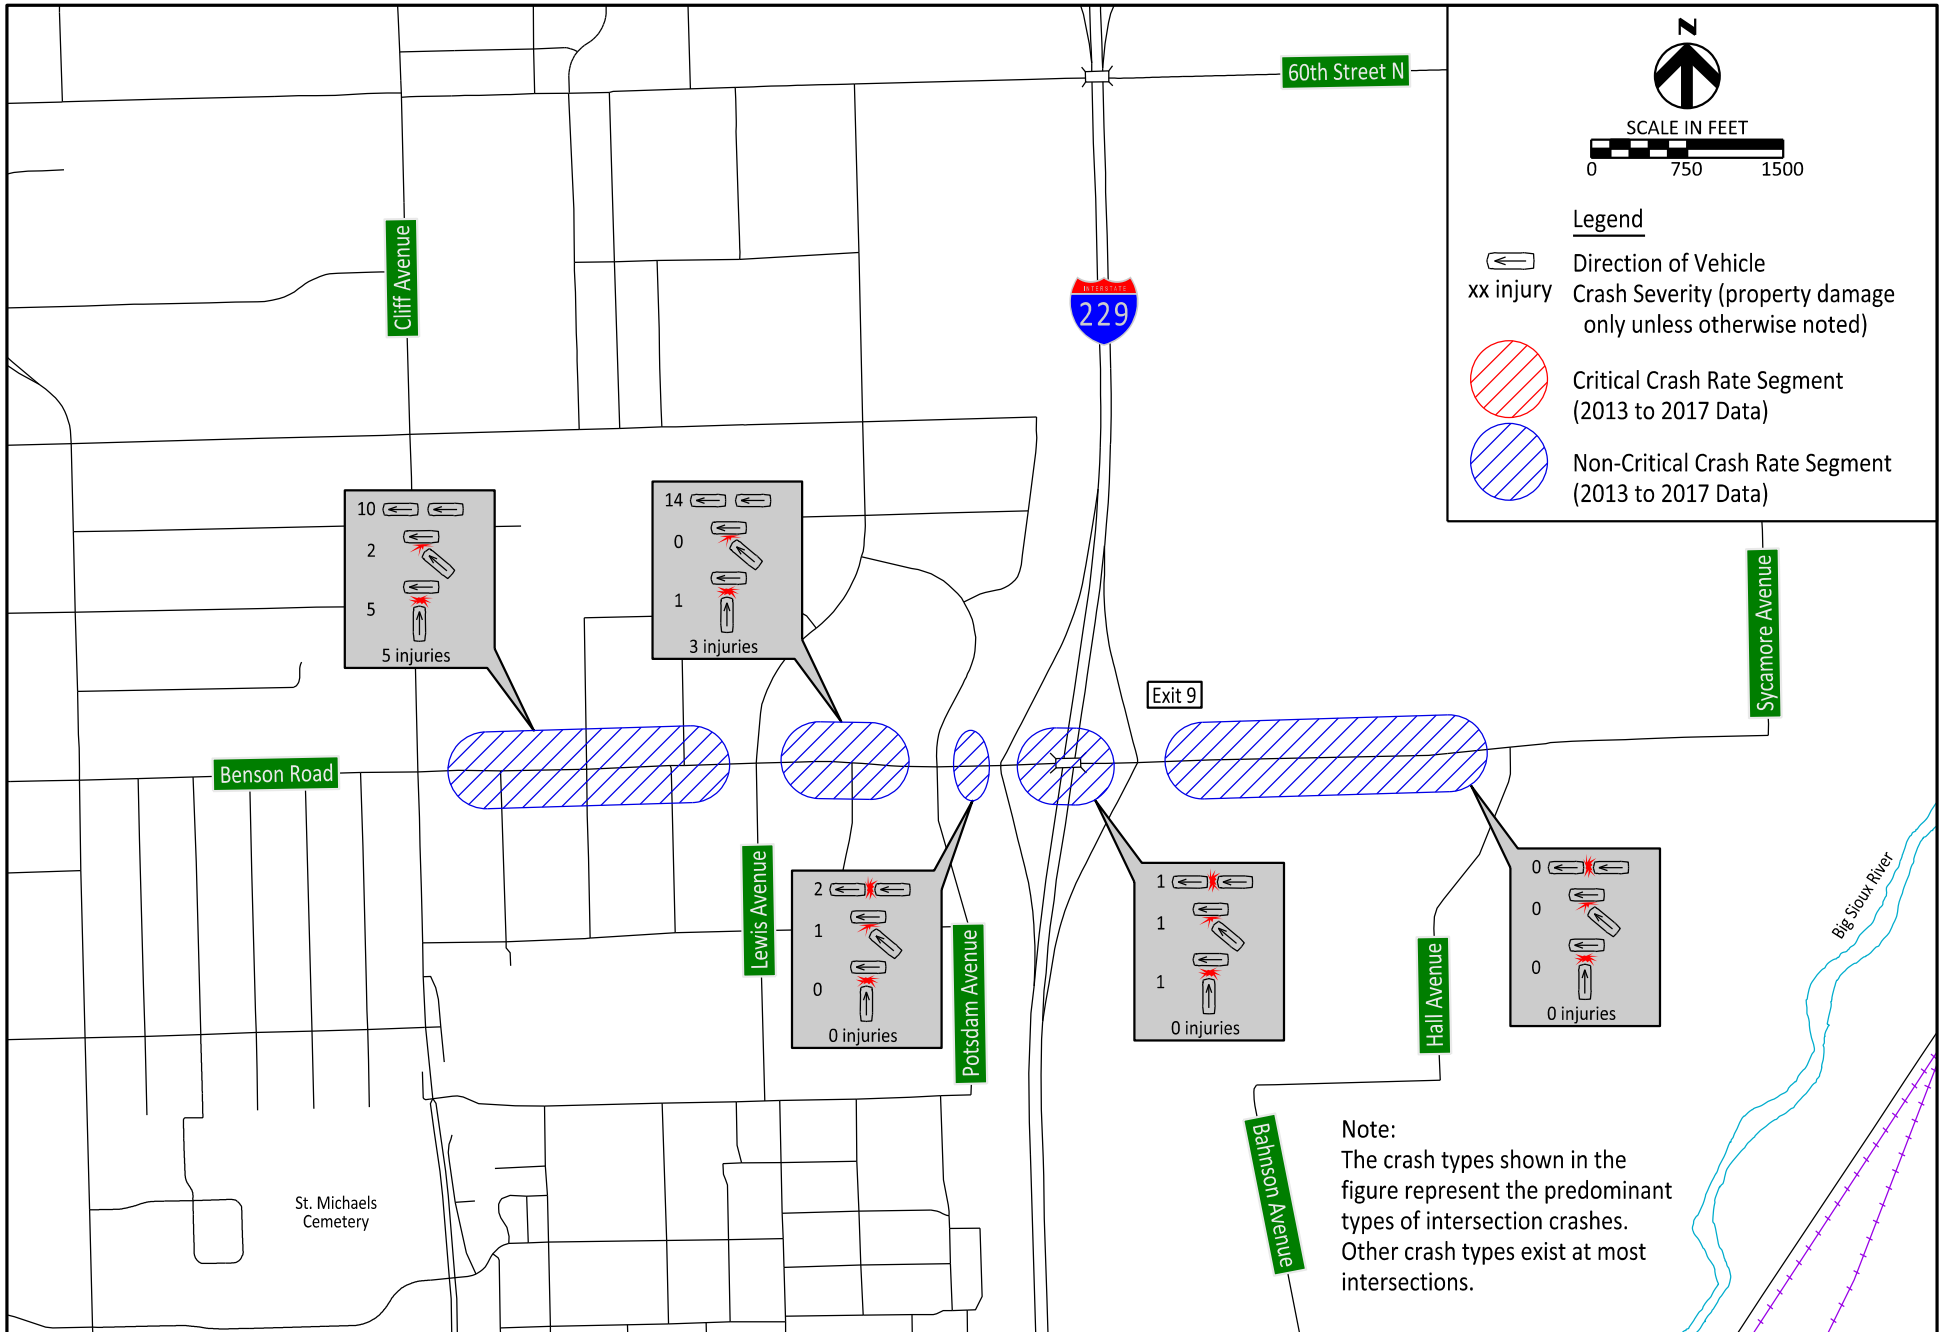 60th Street N
N
SCALE IN FEET
0 750 1500
Legend
Direction of Vehicle
xx injury
Crash Severity (property damage
only unless otherwise noted)
Critical Crash Rate Segment
(2013 to 2017 Data)
Non-Critical Crash Rate Segment
(2013 to 2017 Data)
Cliff Avenue
INTERSTATE
229
10
2
5
5 injuries
14
0
1
3 injuries
Sycamore Avenue
Exit 9
Benson Road
Lewis Avenue
2
1
0
0 injuries
Potsdam Avenue
1
1
1
0 injuries
Hall Avenue
0
0
0
0 injuries
Big Sioux River
Bahnson Avenue
St. Michaels
Cemetery
Note:
The crash types shown in the
figure represent the predominant
types of intersection crashes.
Other crash types exist at most
intersections.